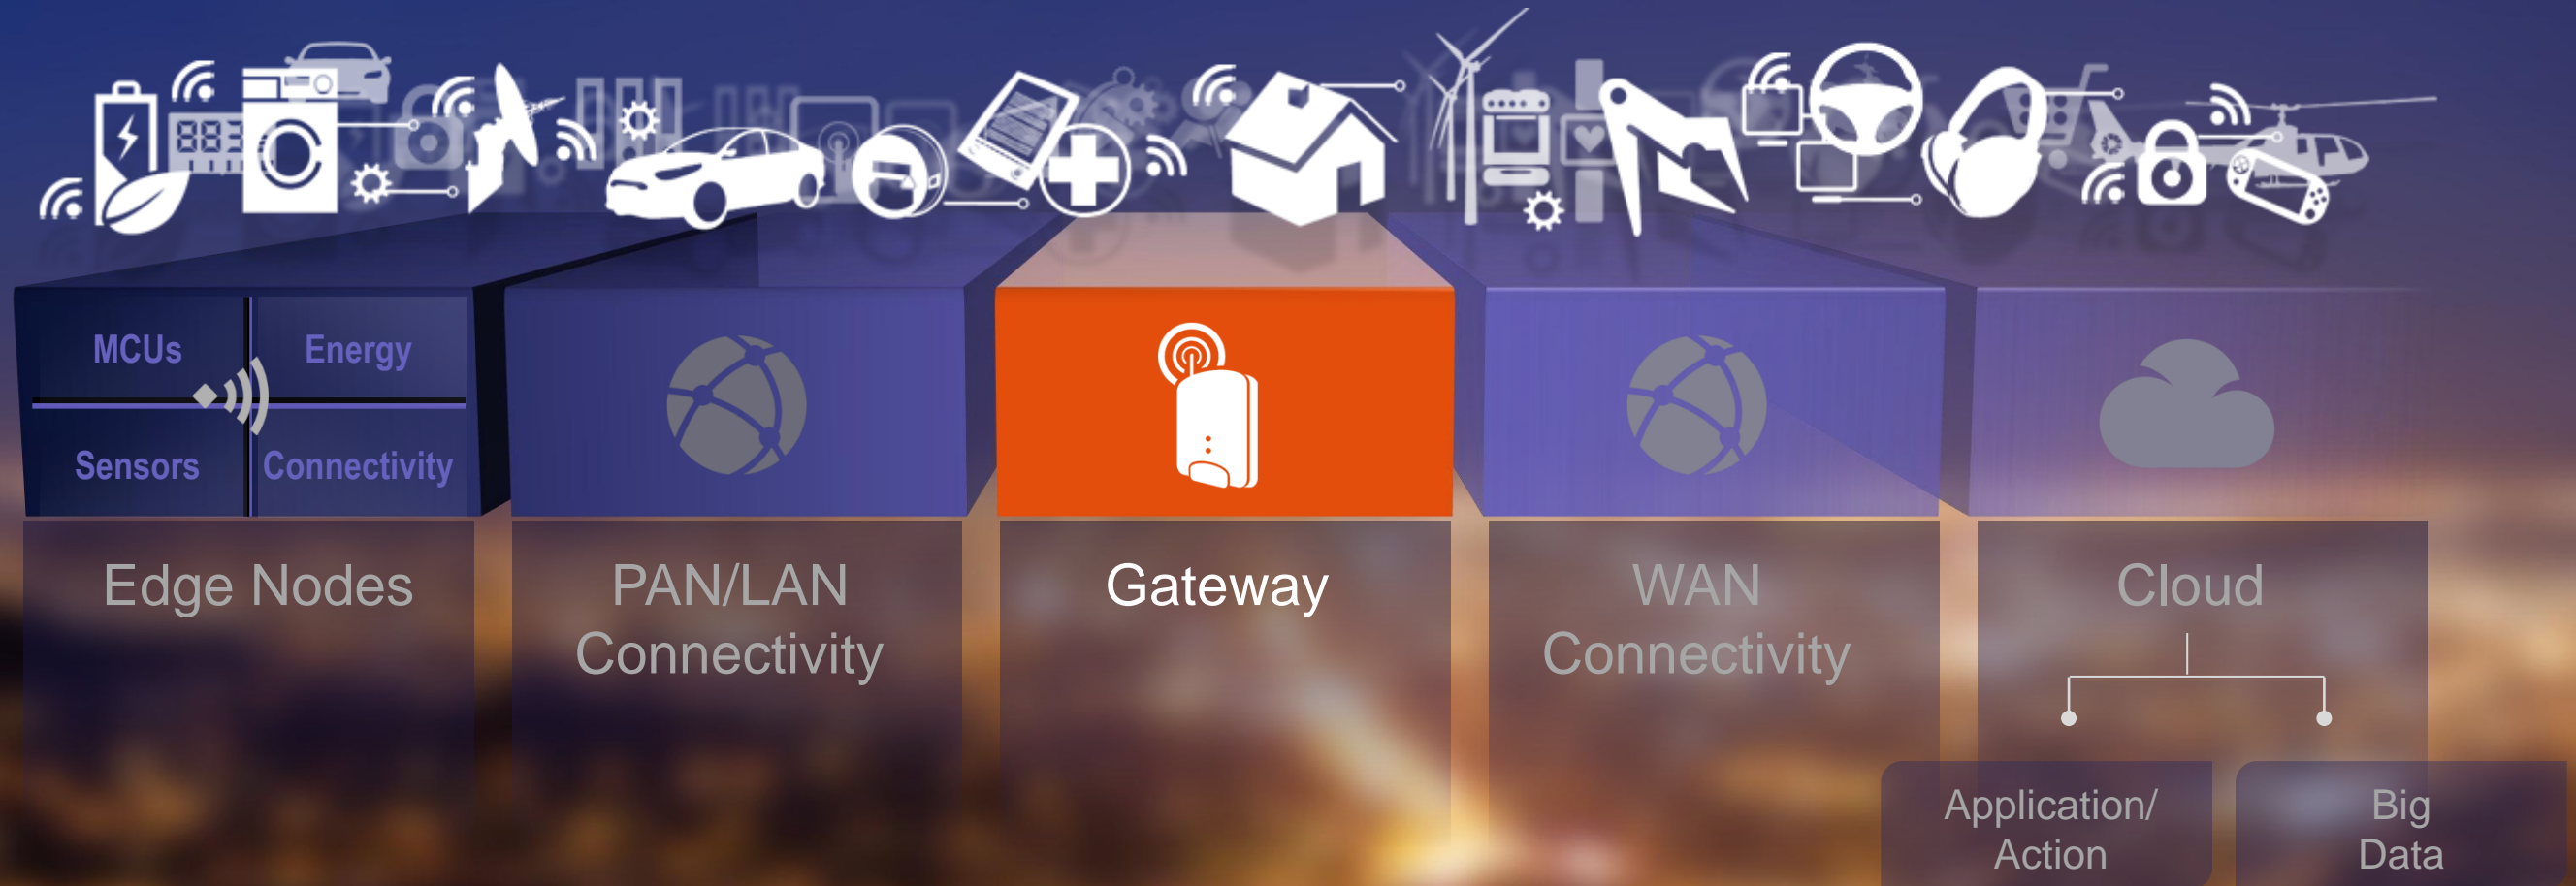 MCUs
Energy
Sensors
Connectivity
Edge Nodes
PAN/LAN
Connectivity
Gateway
WAN
Connectivity
Cloud
Application/
Action
Big
Data